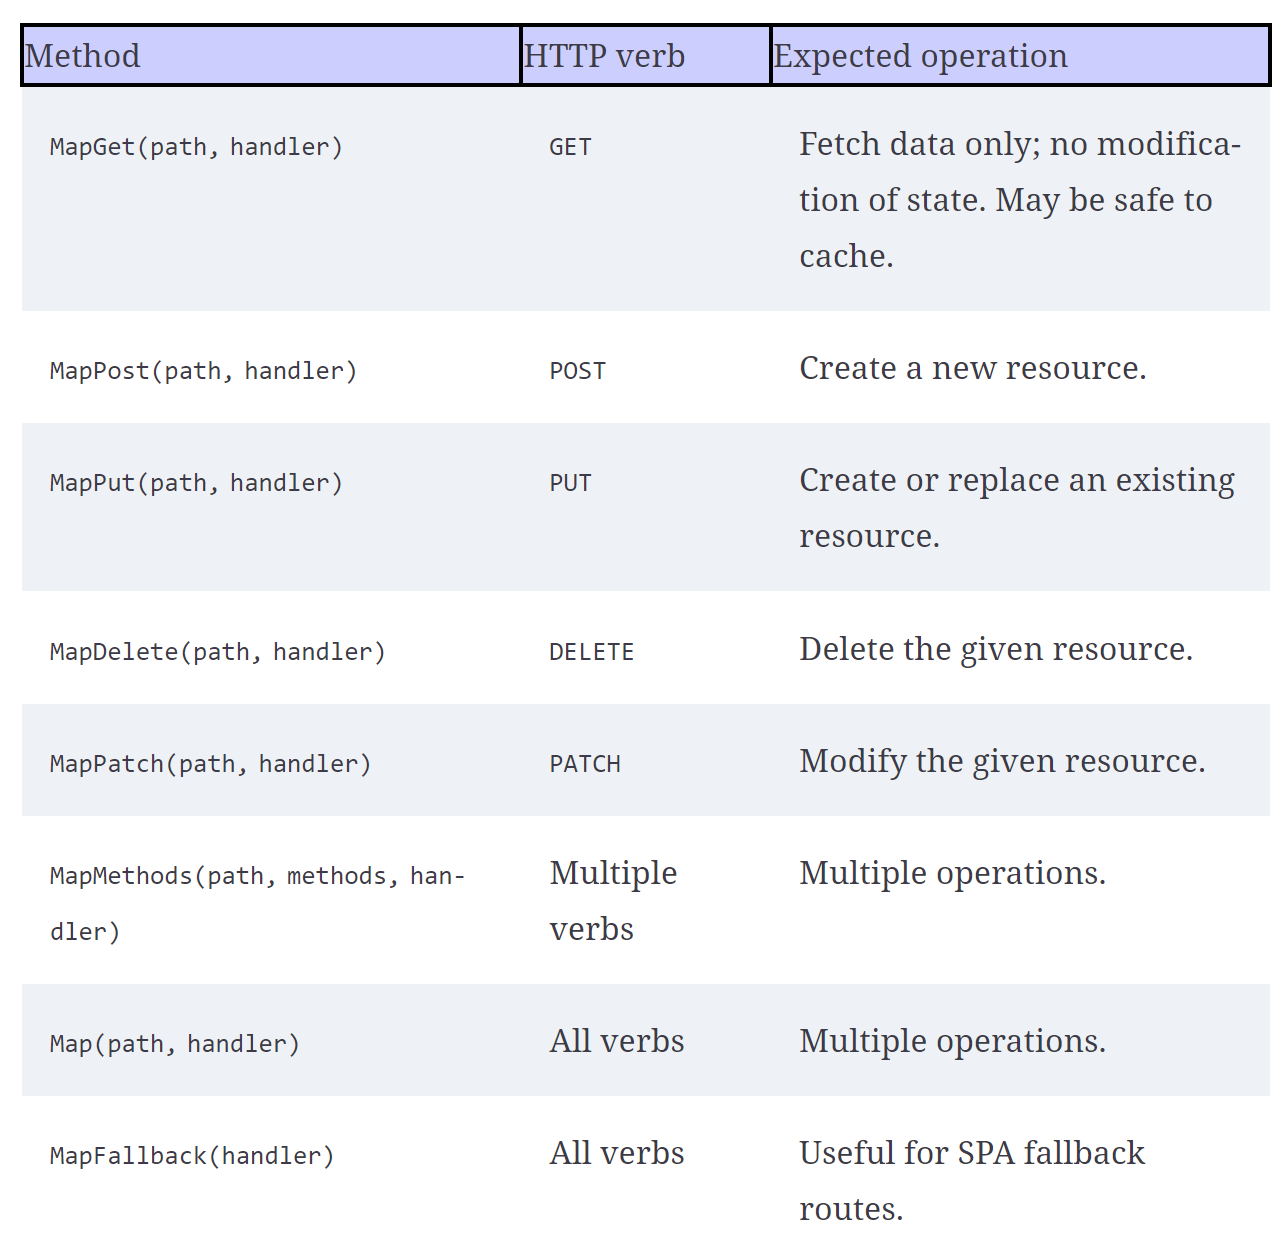 Method HTTP verb Expected operation
MapGet(path, handler) GET Fetch data only; no modifica-
tion of state. May be safe to
cache.
MapPost(path, handler) POST Create a new resource.
MapPut(path, handler) PUT Create or replace an existing
resource.
MapDelete(path, handler) DELETE Delete the given resource.
MapPatch(path, handler) PATCH Modify the given resource.
MapMethods(path, methods, han- Multiple Multiple operations.
dler) verbs
Map(path, handler) All verbs Multiple operations.
MapFallback(handler) All verbs Useful for SPA fallback
routes.